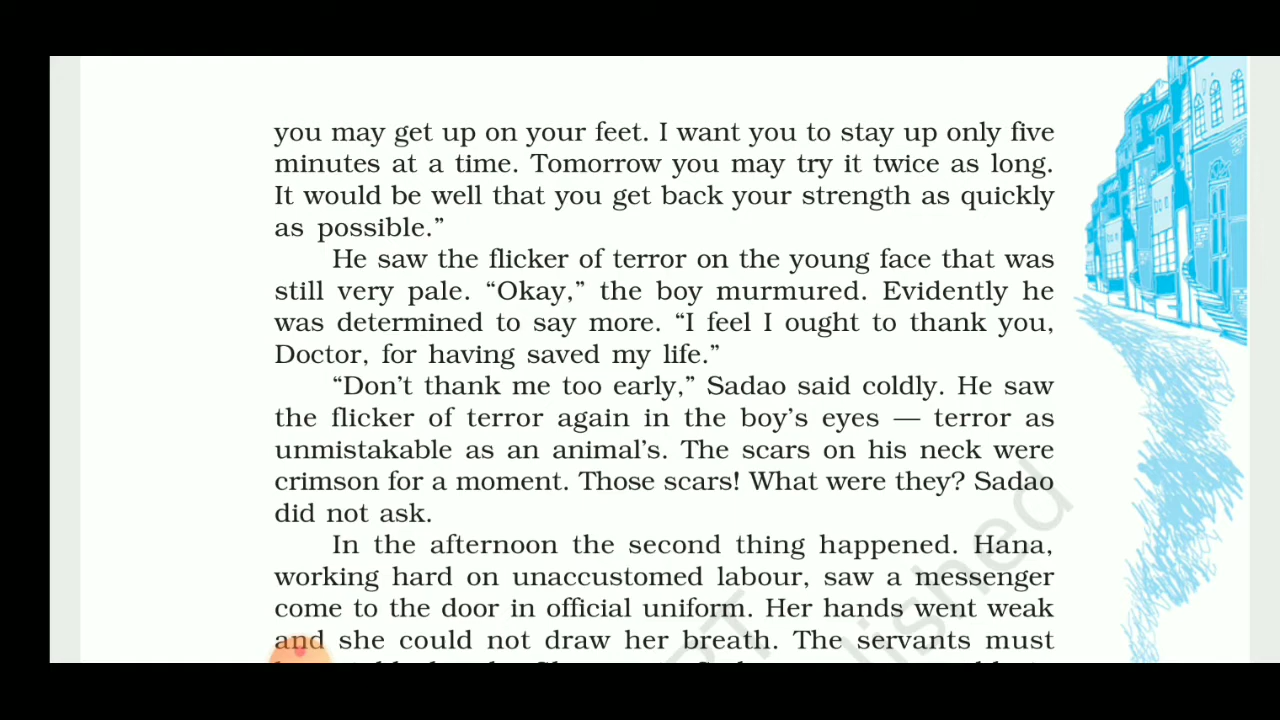 you may get up on your feet. I want you to stay up only five
minutes at a time. Tomorrow you may try it twice as long.
It would be well that you get back your strength as quickly
as possible.”
He saw the flicker of terror on the young face that was
still very pale. “Okay,” the boy murmured. Evidently he
was determined to say more. “I feel I ought to thank you,
Doctor, for having saved my life.”
“Don’t thank me too early,” Sadao said coldly. He saw
the flicker of terror again in the boy’s eyes — terror as
unmistakable as an animal’s. The scars on his neck were
crimson for a moment. Those scars! What were they? Sadao
did not ask.
In the afternoon the second thing happened. Hana,
working hard on unaccustomed labour, saw a messenger
come to the door in official uniform. Her hands went weak
and she could not draw her breath. The servants must